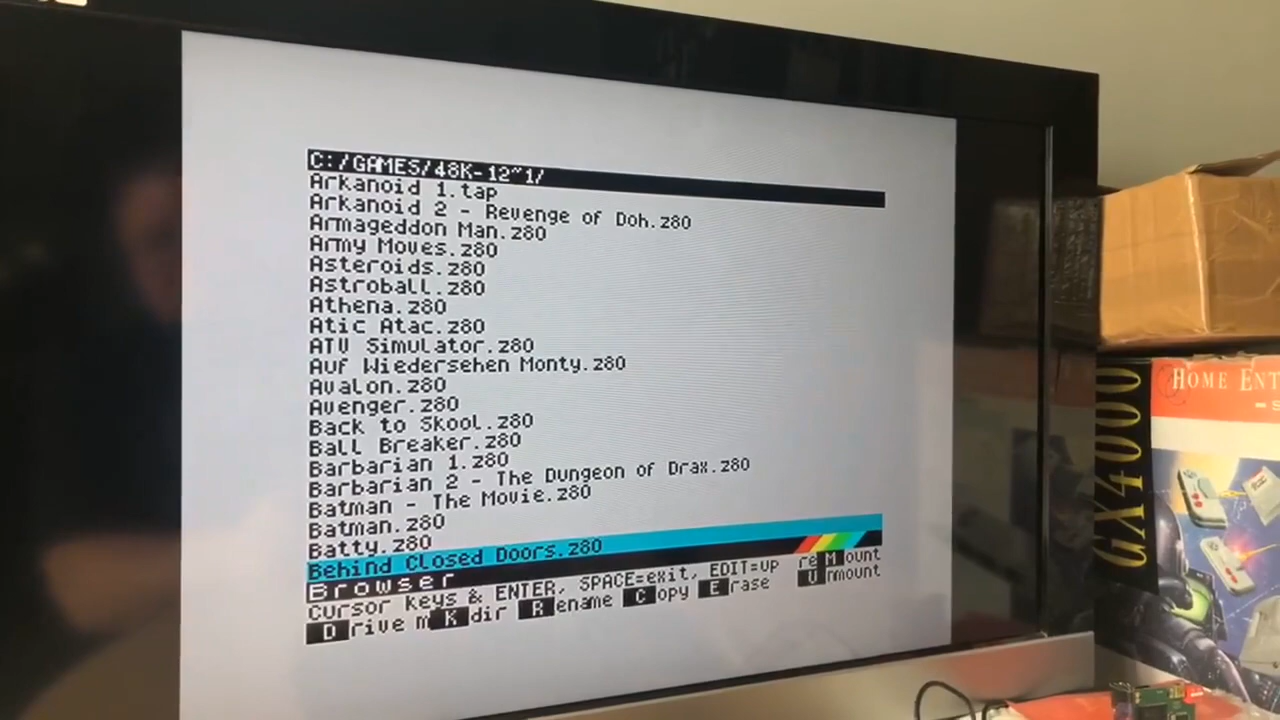 C:/GAMES/48K-12~1/
Arkanoid 1.tap
Arkanoid 2 - Revenge of Doh.z80
Armageddon Man.z80
Army Moves.z80
Asteroids.z80
Astroball.z80
Athena.z80
Atic Atac.z80
ATV Simulator.z80
Auf Wiedersehen Monty.z80
Avalon.z80
Avenger.z80
Back to Skool.z80
Ball Breaker.z80
Barbarian 1.z80
Barbarian 2 - The Dungeon of Drax.z80
Batman - The Movie.z80
Batman.z80
Batty.z80
Behind Closed Doors.z80
Browser
Cursor keys & ENTER, SPACE=exit, EDIT=UP reMount
Drive mKdir Rename Copy Erase Unmount
GX4000
HOME ENT